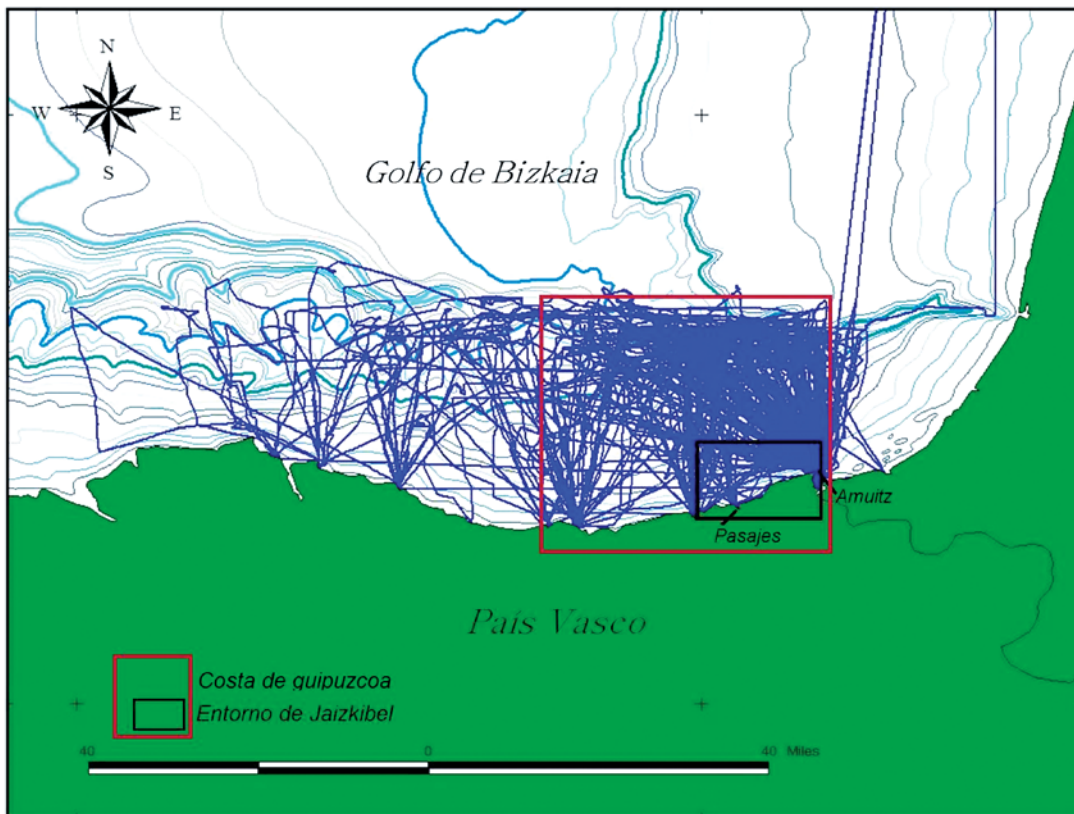 N
W E
S
Golfo de Bizkaia
Amuitz
Pasajes
País Vasco
Costa de guipuzcoa
Entorno de Jaizkibel
40 0 40 Miles